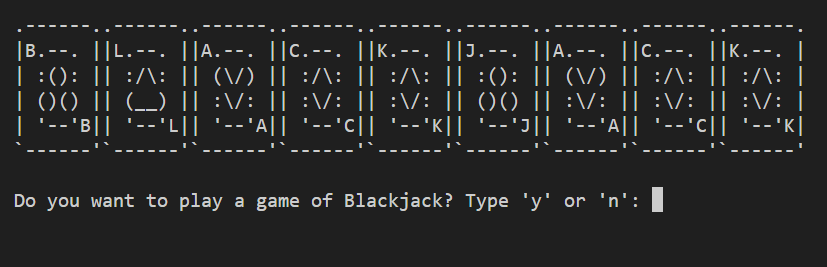 .------..------..------..------..------..------..------..------..------.
|B.--. ||L.--. ||A.--. ||C.--. ||K.--. ||J.--. ||A.--. ||C.--. ||K.--. |
| :(): || :/\: || (\/) || :/\: || :/\: || :(): || (\/) || :/\: || :/\: |
| ()() || (__) || :\/: || :\/: || :\/: || ()() || :\/: || :\/: || :\/: |
| '--'B|| '--'L|| '--'A|| '--'C|| '--'K|| '--'J|| '--'A|| '--'C|| '--'K|
`------'`------'`------'`------'`------'`------'`------'`------'`------'
Do you want to play a game of Blackjack? Type 'y' or 'n':